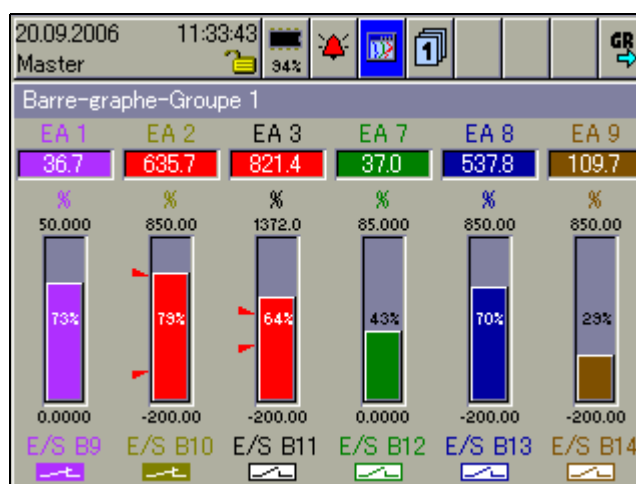 20.09.2006 11:33:43 94% 1 GR
Master
Barre-graphe-Groupe 1
EA 1 EA 2 EA 3 EA 7 EA 8 EA 9
36.7 635.7 821.4 37.0 537.8 109.7
% % % % % %
50.000 850.00 1372.0 85.000 850.00 850.00
73% 79% 64% 43% 70% 29%
0.0000 -200.00 -200.00 0.0000 -200.00 -200.00
E/S B9 E/S B10 E/S B11 E/S B12 E/S B13 E/S B14